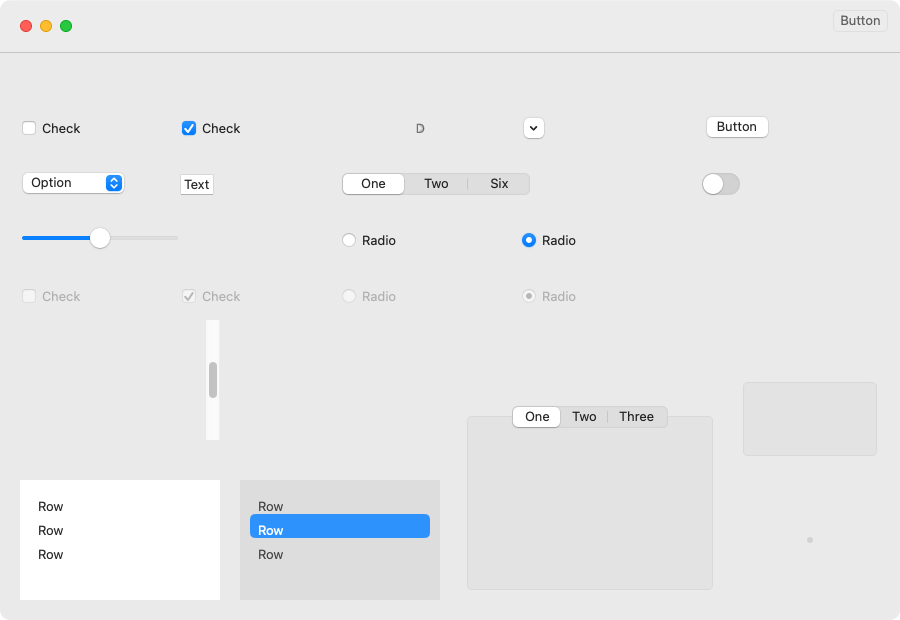 Button
Check Check D Button
Option Text One Two Six
Radio Radio
Check Check Radio Radio
One Two Three
Row Row
Row Row
Row Row